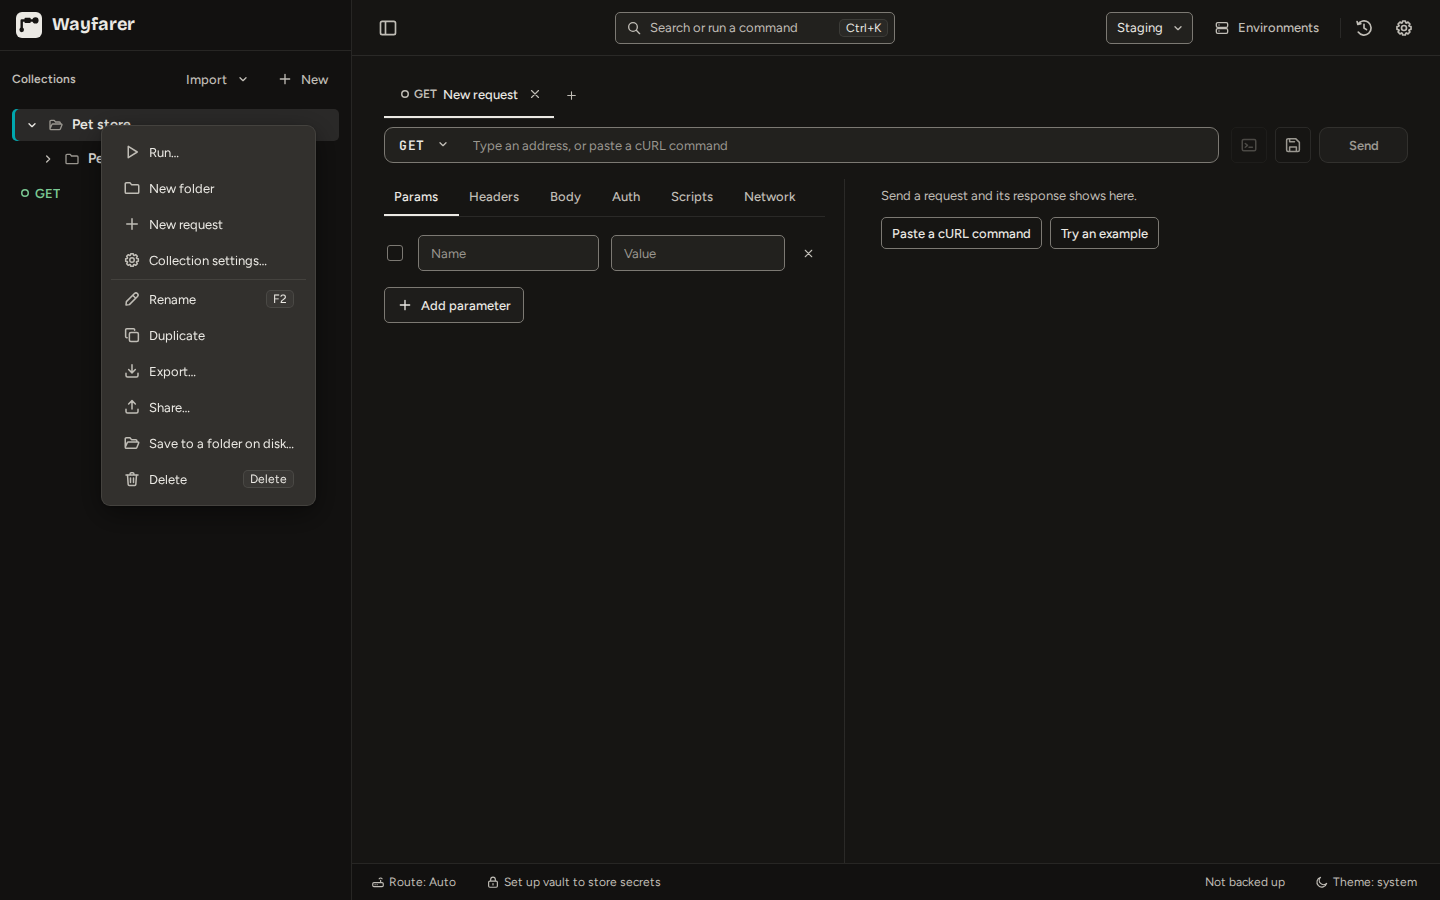 Wayfarer
Search or run a command
Ctrl+K
Staging
Environments
Collections
Import
New
Pet store
GET
Run...
New folder
New request
Collection settings...
Rename
F2
Duplicate
Export...
Share...
Save to a folder on disk...
Delete
Delete
GET New request
GET
Type an address, or paste a cURL command
Send
Params
Headers
Body
Auth
Scripts
Network
Name
Value
Add parameter
Send a request and its response shows here.
Paste a cURL command
Try an example
Route: Auto
Set up vault to store secrets
Not backed up
Theme: system